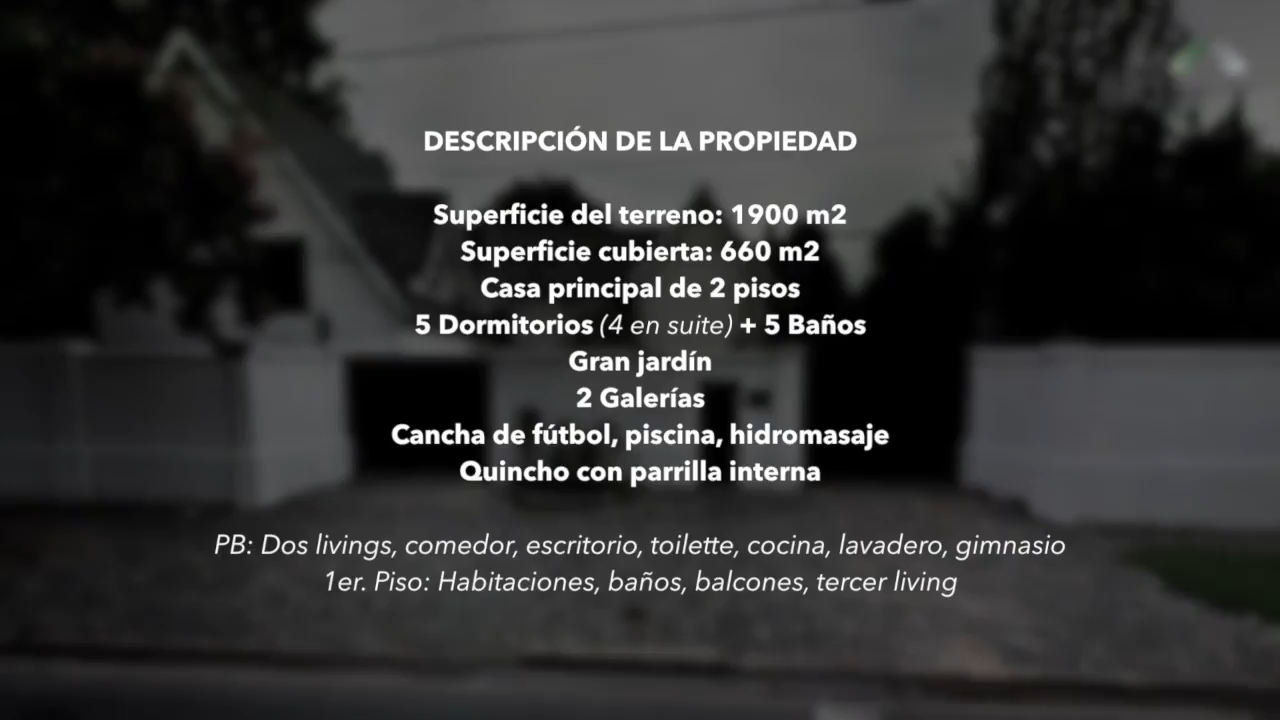 DESCRIPCIÓN DE LA PROPIEDAD
Superficie del terreno: 1900 m2
Superficie cubierta: 660 m2
Casa principal de 2 pisos
5 Dormitorios (4 en suite) + 5 Baños
Gran jardín
2 Galerías
Cancha de fútbol, piscina, hidromasaje
Quincho con parrilla interna
PB: Dos livings, comedor, escritorio, toilette, cocina, lavadero, gimnasio
1er. Piso: Habitaciones, baños, balcones, tercer living